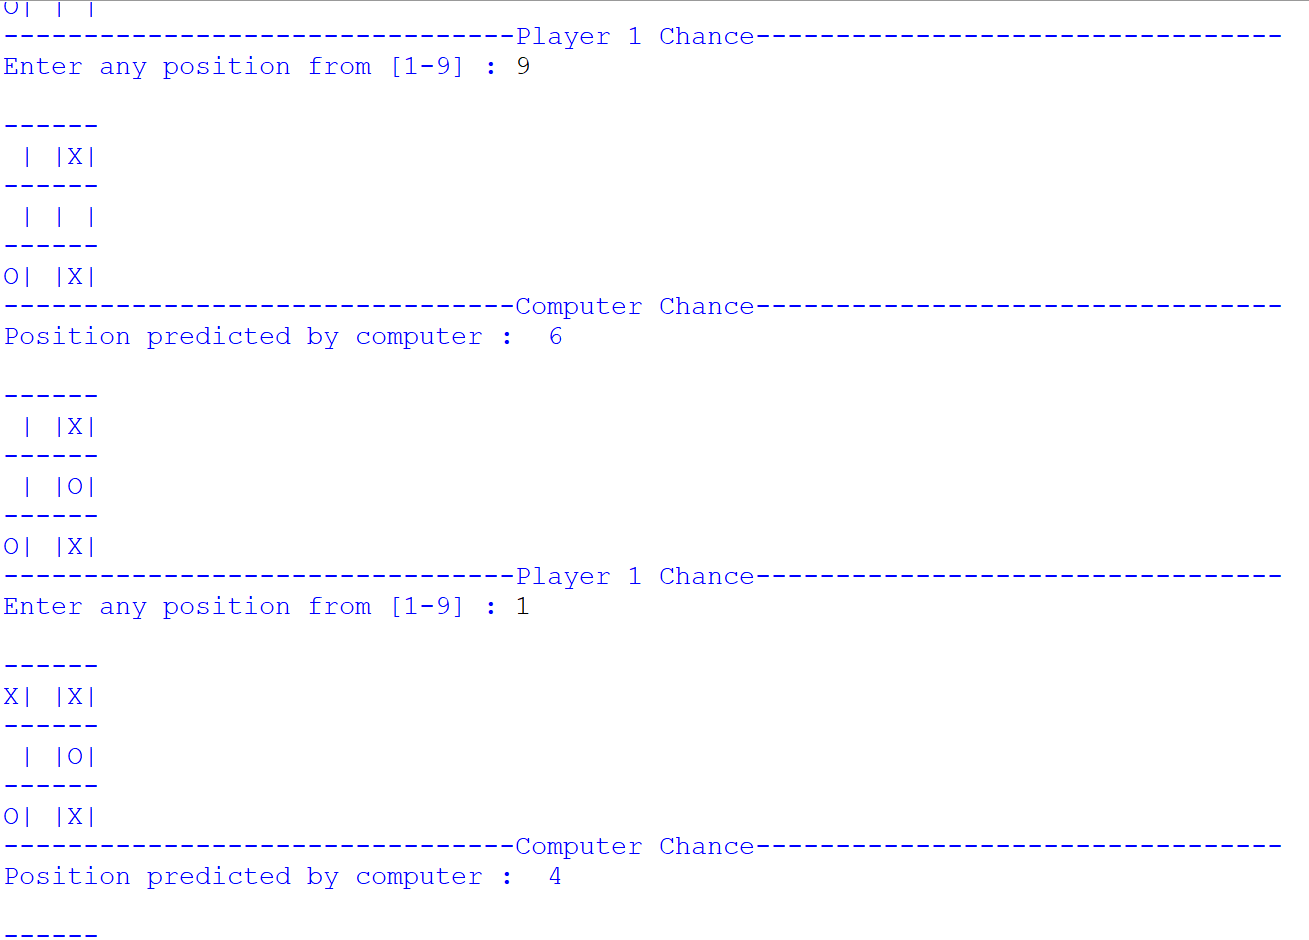 O| | |
--------------------------------Player 1 Chance---------------------------------
Enter any position from [1-9] : 9
------
 | |X|
------
 | | |
------
O| |X|
--------------------------------Computer Chance---------------------------------
Position predicted by computer :  6
------
 | |X|
------
 | |O|
------
O| |X|
--------------------------------Player 1 Chance---------------------------------
Enter any position from [1-9] : 1
------
X| |X|
------
 | |O|
------
O| |X|
--------------------------------Computer Chance---------------------------------
Position predicted by computer :  4
------